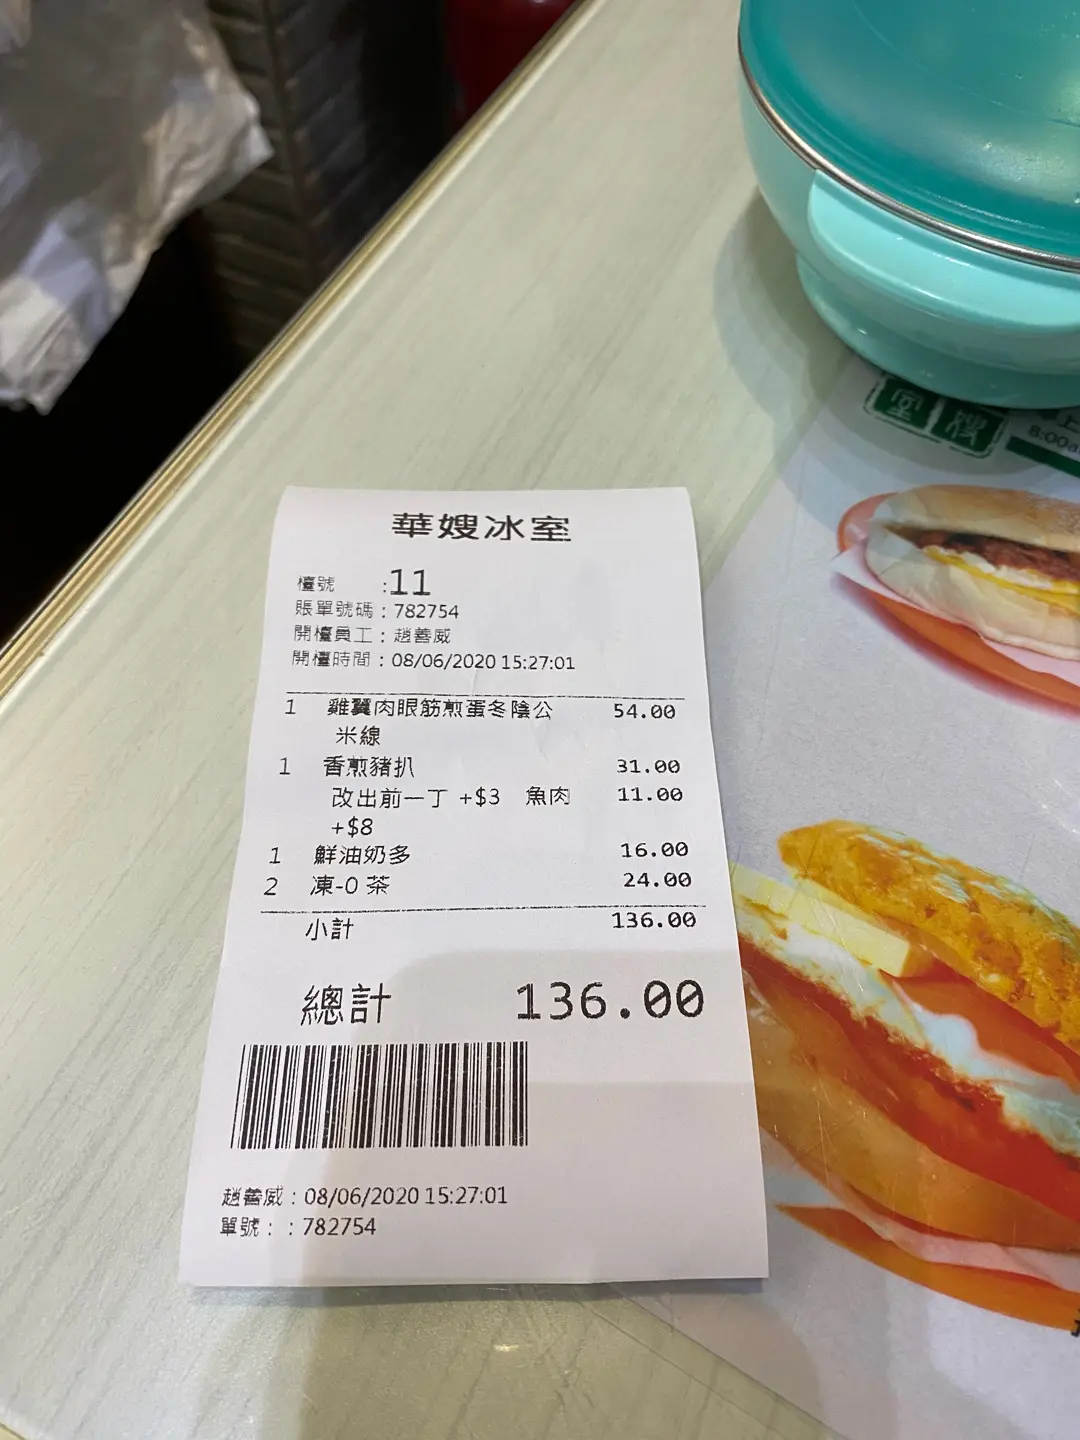 華嫂冰室
檯號 :11
賬單號碼：782754
開檯員工：趙善威
開檯時間：08/06/2020 15:27:01
1 雞翼肉眼筋煎蛋冬陰公 54.00
米線
1 香煎豬扒 31.00
改出前一丁 +$3 魚肉 11.00
+$8
1 鮮油奶多 16.00
2 凍-0 茶 24.00
小計 136.00
總計 136.00
趙善威：08/06/2020 15:27:01
單號：：782754
室 嫂
上
8:00a